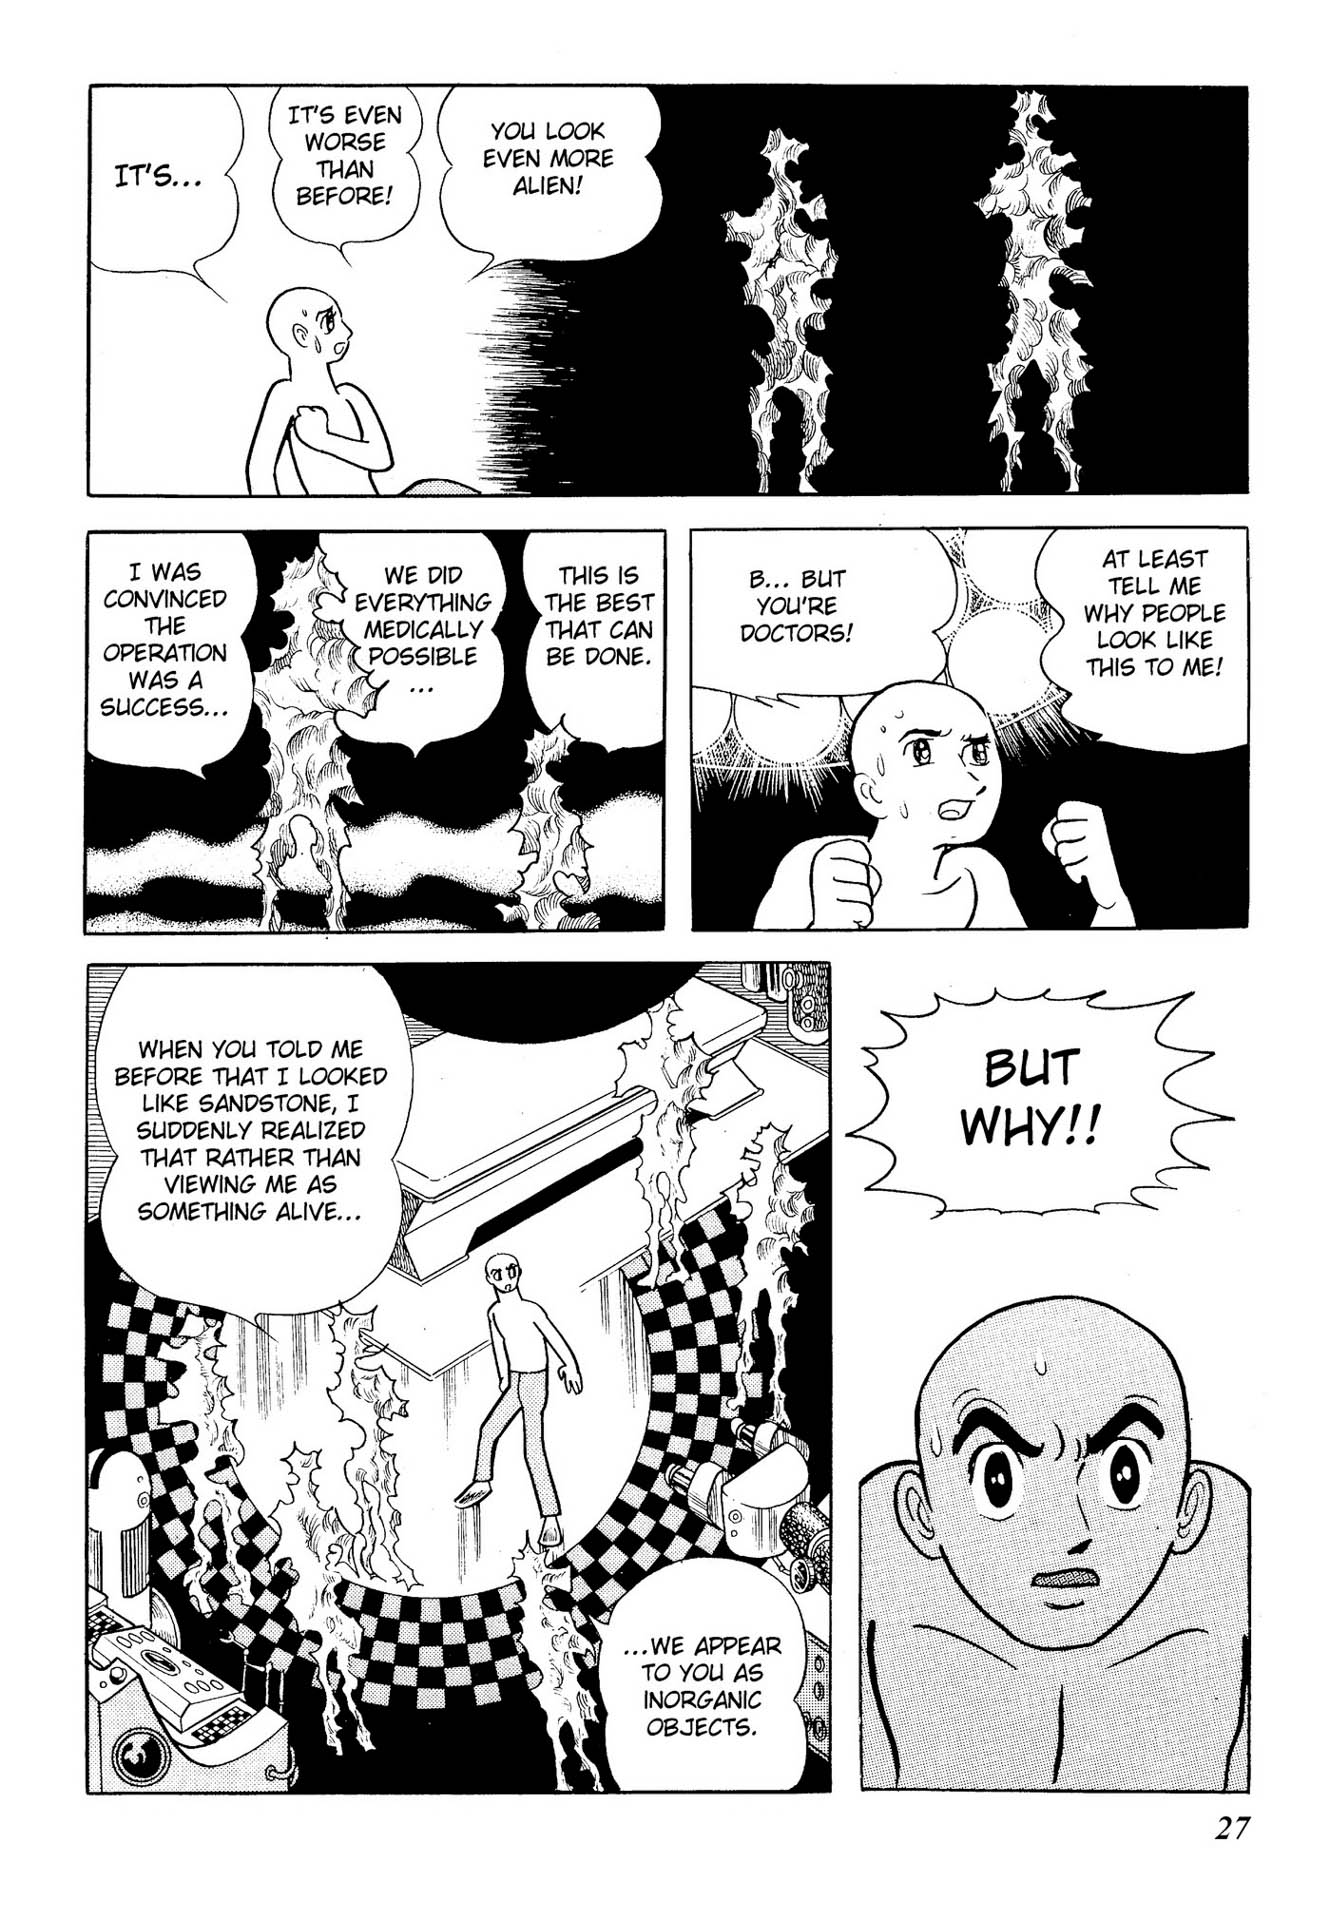 IT'S...
IT'S EVEN
WORSE
THAN
BEFORE!
YOU LOOK
EVEN MORE
ALIEN!
I WAS
CONVINCED
THE
OPERATION
WAS A
SUCCESS...
WE DID
EVERYTHING
MEDICALLY
POSSIBLE
...
THIS IS
THE BEST
THAT CAN
BE DONE.
B... BUT
YOU'RE
DOCTORS!
AT LEAST
TELL ME
WHY PEOPLE
LOOK LIKE
THIS TO ME!
WHEN YOU TOLD ME
BEFORE THAT I LOOKED
LIKE SANDSTONE, I
SUDDENLY REALIZED
THAT RATHER THAN
VIEWING ME AS
SOMETHING ALIVE...
...WE APPEAR
TO YOU AS
INORGANIC
OBJECTS.
BUT
WHY!!
27